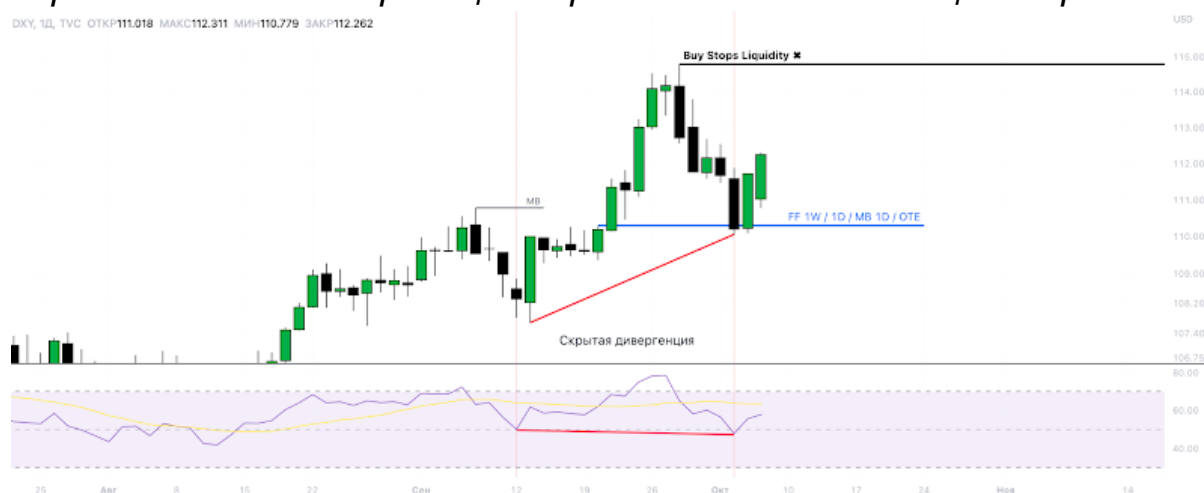 DXY, 1Д, TVC ОТКР111.018 МАКС112.311 МИН110.779 ЗАКР112.262
USD
Buy Stops Liquidity ✖
115.00
114.00
113.00
112.00
MB
111.00
FF 1W / 1D / MB 1D / OTE
110.00
109.00
108.20
Скрытая дивергенция
107.40
106.75
80.00
60.00
40.00
25 Авг 8 15 22 Сен 12 19 26 Окт 10 17 24 Ноя 14